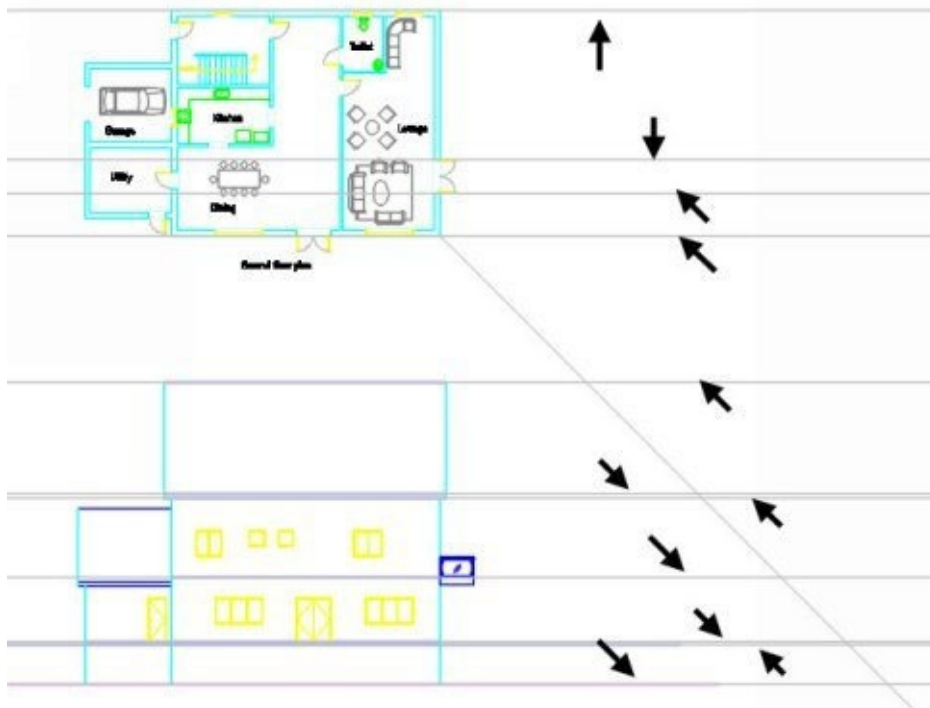 Toilet
Kitchen
Lounge
Garage
Utility
Dining
Ground floor plan